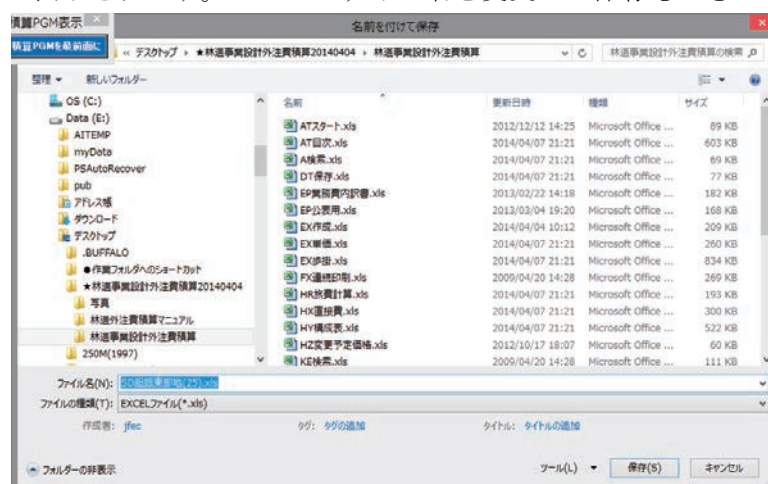 積算PGM表示
名前を付けて保存
積算PGMを最前面に
« デスクトップ ▸ ★林道事業設計外注費積算20140404 ▸ 林道事業設計外注費積算
林道事業設計外注費積算の検索
整理 ▼ 新しいフォルダー
OS (C:)
Data (E:)
AITEMP
myData
PSAutoRecover
pub
アドレス帳
ダウンロード
デスクトップ
.BUFFALO
●作業フォルダへのショートカット
★林道事業設計外注費積算20140404
写真
林道外注費積算マニュアル
林道事業設計外注費積算
250M(1997)
名前 更新日時 種類 サイズ
ATスタート.xls 2012/12/12 14:25 Microsoft Office ... 89 KB
AT目次.xls 2014/04/07 21:21 Microsoft Office ... 603 KB
A検索.xls 2014/04/07 21:21 Microsoft Office ... 69 KB
DT保存.xls 2014/04/07 21:21 Microsoft Office ... 77 KB
EP業務費内訳書.xls 2013/02/22 14:18 Microsoft Office ... 182 KB
EP公表用.xls 2013/03/04 19:20 Microsoft Office ... 168 KB
EX作成.xls 2014/04/04 10:12 Microsoft Office ... 209 KB
EX単価.xls 2014/04/07 21:21 Microsoft Office ... 260 KB
EX歩掛.xls 2014/04/07 21:21 Microsoft Office ... 834 KB
FX連続印刷.xls 2009/04/20 14:28 Microsoft Office ... 269 KB
HR旅費計算.xls 2014/04/07 21:21 Microsoft Office ... 193 KB
HX直接費.xls 2014/04/07 21:21 Microsoft Office ... 300 KB
HY構成表.xls 2014/04/07 21:21 Microsoft Office ... 522 KB
HZ変更予定価格.xls 2012/10/17 18:07 Microsoft Office ... 60 KB
KE検索.xls 2009/04/20 14:28 Microsoft Office ... 111 KB
ファイル名(N):
ファイルの種類(T): EXCELファイル(*.xls)
作成者: jfec タグ: タグの追加 タイトル: タイトルの追加
フォルダーの非表示 ツール(L) ▼ 保存(S) キャンセル